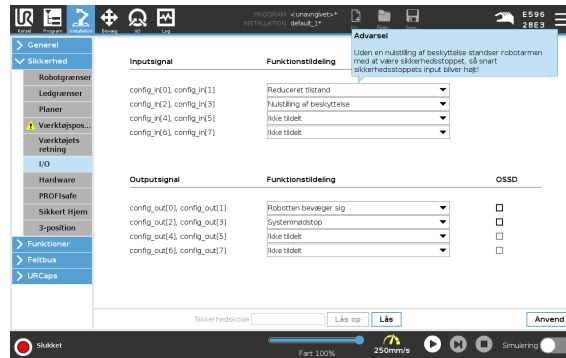 PROGRAM <unavngivet>*
INSTALLATION default_1*
E596
28E3
Kørsel Program Installation Bevæg I/O Log
Advarsel
Uden en nulstilling af beskyttelse standser robotarmen
med at være sikkerhedsstoppet, så snart
sikkerhedsstoppets input bliver højt!
Generel
Sikkerhed
Robotgrænser
Ledgrænser
Planer
Værktøjspos...
Værktøjets
retning
I/O
Hardware
PROFIsafe
Sikkert Hjem
3-position
Funktioner
Feltbus
URCaps
Inputsignal Funktionstildeling
config_in[0], config_in[1] Reduceret tilstand
config_in[2], config_in[3] Nulstilling af beskyttelse
config_in[4], config_in[5] Ikke tildelt
config_in[6], config_in[7] Ikke tildelt
Outputsignal Funktionstildeling OSSD
config_out[0], config_out[1] Robotten bevæger sig
config_out[2], config_out[3] Systemnødstop
config_out[4], config_out[5] Ikke tildelt
config_out[6], config_out[7] Ikke tildelt
Sikkerhedskode Lås op Lås Anvend
Slukket Fart 100% 250mm/s Simulering